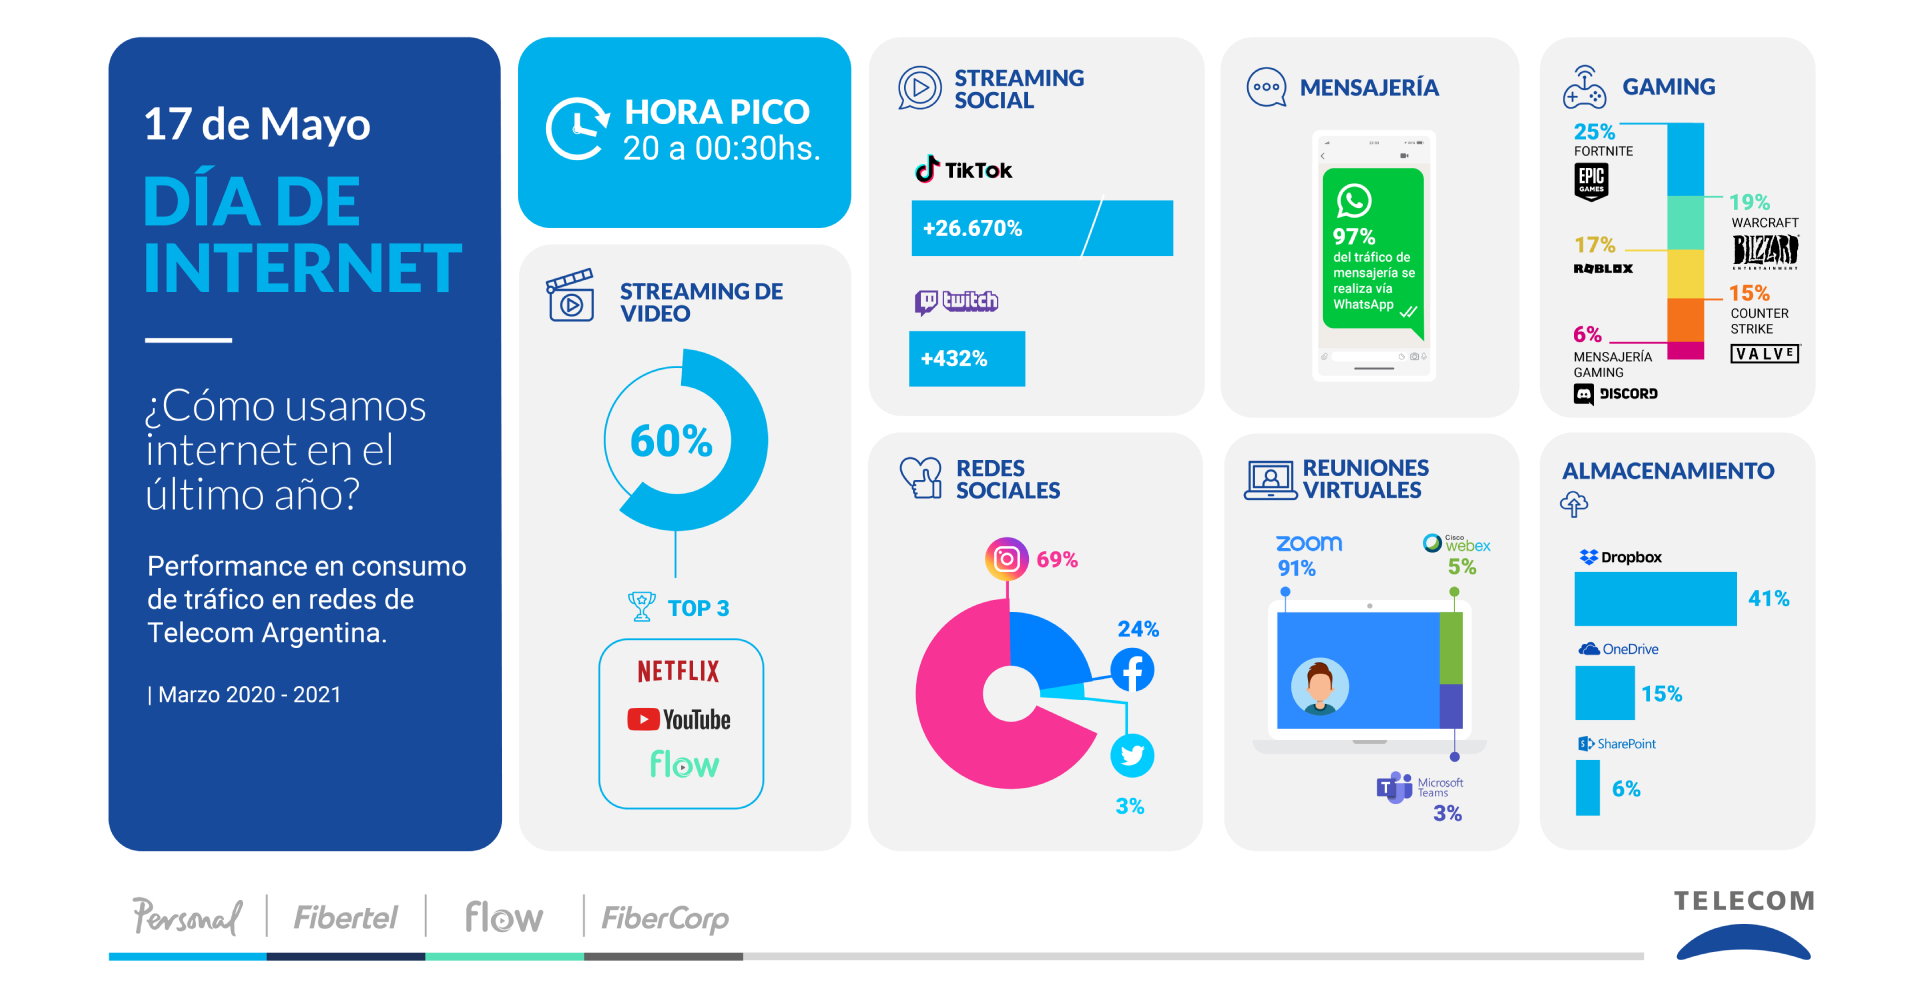 17 de Mayo
DÍA DE
INTERNET
¿Cómo usamos
internet en el
último año?
Performance en consumo
de tráfico en redes de
Telecom Argentina.
| Marzo 2020 - 2021
HORA PICO
20 a 00:30hs.
STREAMING DE
VIDEO
60%
TOP 3
NETFLIX
YouTube
flow
STREAMING
SOCIAL
TikTok
+26.670%
twitch
+432%
MENSAJERÍA
97%
del tráfico de
mensajería se
realiza vía
WhatsApp
GAMING
25%
FORTNITE
EPIC
GAMES
19%
WARCRAFT
BLIZZARD
ENTERTAINMENT
17%
ROBLOX
15%
COUNTER
STRIKE
VALVE
6%
MENSAJERÍA
GAMING
DISCORD
REDES
SOCIALES
69%
24%
3%
REUNIONES
VIRTUALES
zoom
91%
Cisco
webex
5%
Microsoft
Teams
3%
ALMACENAMIENTO
Dropbox
41%
OneDrive
15%
SharePoint
6%
Personal
Fibertel
flow
FiberCorp
TELECOM